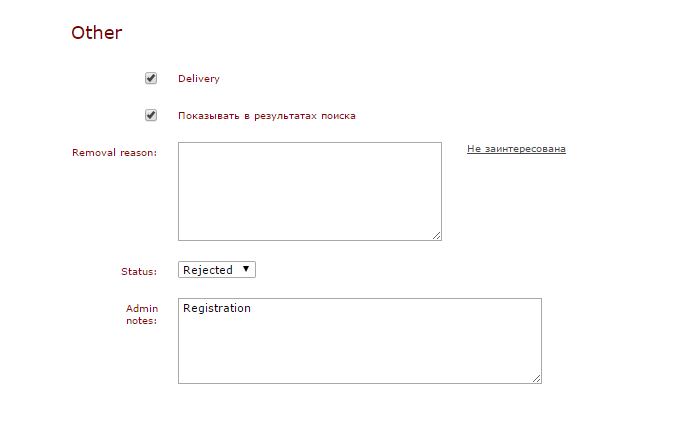 Other
Delivery
Показывать в результатах поиска
Removal reason:
Не заинтересована
Status:
Rejected
Admin
notes:
Registration